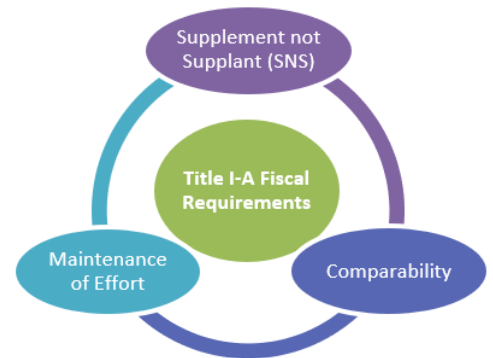 Supplement not
Supplant (SNS)
Title I-A Fiscal
Requirements
Maintenance
of Effort
Comparability